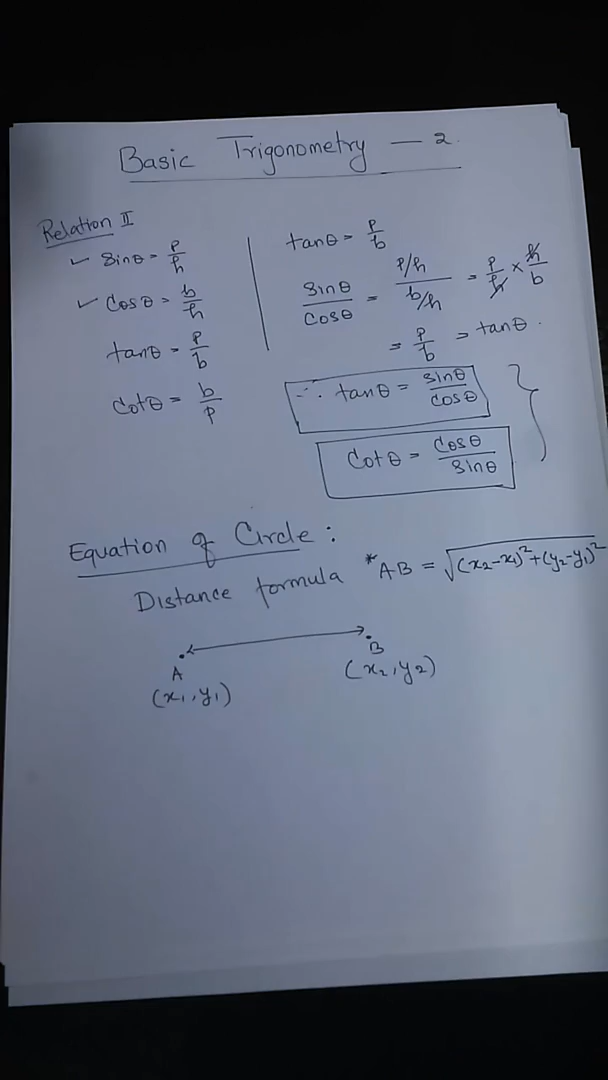 Basic Trigonometry — 2.
Relation II
✓ Sinθ = p/h
✓ Cosθ = b/h
tanθ = p/b
Cotθ = b/p
tanθ = p/b
Sinθ/Cosθ = (p/h)/(b/h) = p/h × h/b
= p/b = tanθ.
∴ tanθ = Sinθ/Cosθ
Cotθ = Cosθ/Sinθ
Equation of Circle :
Distance formula *AB = √((x₂-x₁)²+(y₂-y₁)²)
A
(x₁,y₁)
B
(x₂,y₂)